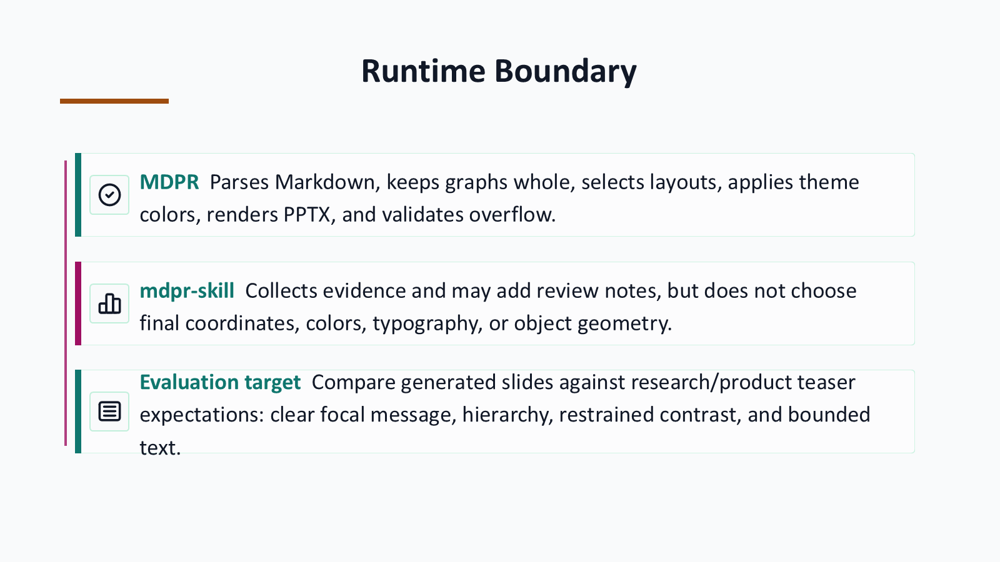 Runtime Boundary
MDPR Parses Markdown, keeps graphs whole, selects layouts, applies theme
colors, renders PPTX, and validates overflow.
mdpr-skill Collects evidence and may add review notes, but does not choose
final coordinates, colors, typography, or object geometry.
Evaluation target Compare generated slides against research/product teaser
expectations: clear focal message, hierarchy, restrained contrast, and bounded
text.